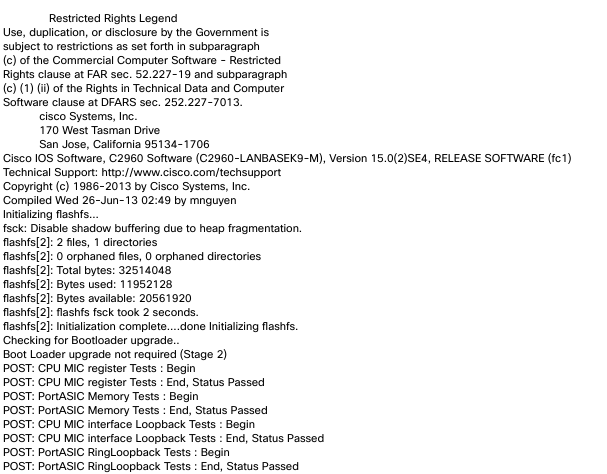 Restricted Rights Legend
Use, duplication, or disclosure by the Government is
subject to restrictions as set forth in subparagraph
(c) of the Commercial Computer Software - Restricted
Rights clause at FAR sec. 52.227-19 and subparagraph
(c) (1) (ii) of the Rights in Technical Data and Computer
Software clause at DFARS sec. 252.227-7013.
cisco Systems, Inc.
170 West Tasman Drive
San Jose, California 95134-1706
Cisco IOS Software, C2960 Software (C2960-LANBASEK9-M), Version 15.0(2)SE4, RELEASE SOFTWARE (fc1)
Technical Support: http://www.cisco.com/techsupport
Copyright (c) 1986-2013 by Cisco Systems, Inc.
Compiled Wed 26-Jun-13 02:49 by mnguyen
Initializing flashfs...
fsck: Disable shadow buffering due to heap fragmentation.
flashfs[2]: 2 files, 1 directories
flashfs[2]: 0 orphaned files, 0 orphaned directories
flashfs[2]: Total bytes: 32514048
flashfs[2]: Bytes used: 11952128
flashfs[2]: Bytes available: 20561920
flashfs[2]: flashfs fsck took 2 seconds.
flashfs[2]: Initialization complete....done Initializing flashfs.
Checking for Bootloader upgrade..
Boot Loader upgrade not required (Stage 2)
POST: CPU MIC register Tests : Begin
POST: CPU MIC register Tests : End, Status Passed
POST: PortASIC Memory Tests : Begin
POST: PortASIC Memory Tests : End, Status Passed
POST: CPU MIC interface Loopback Tests : Begin
POST: CPU MIC interface Loopback Tests : End, Status Passed
POST: PortASIC RingLoopback Tests : Begin
POST: PortASIC RingLoopback Tests : End, Status Passed